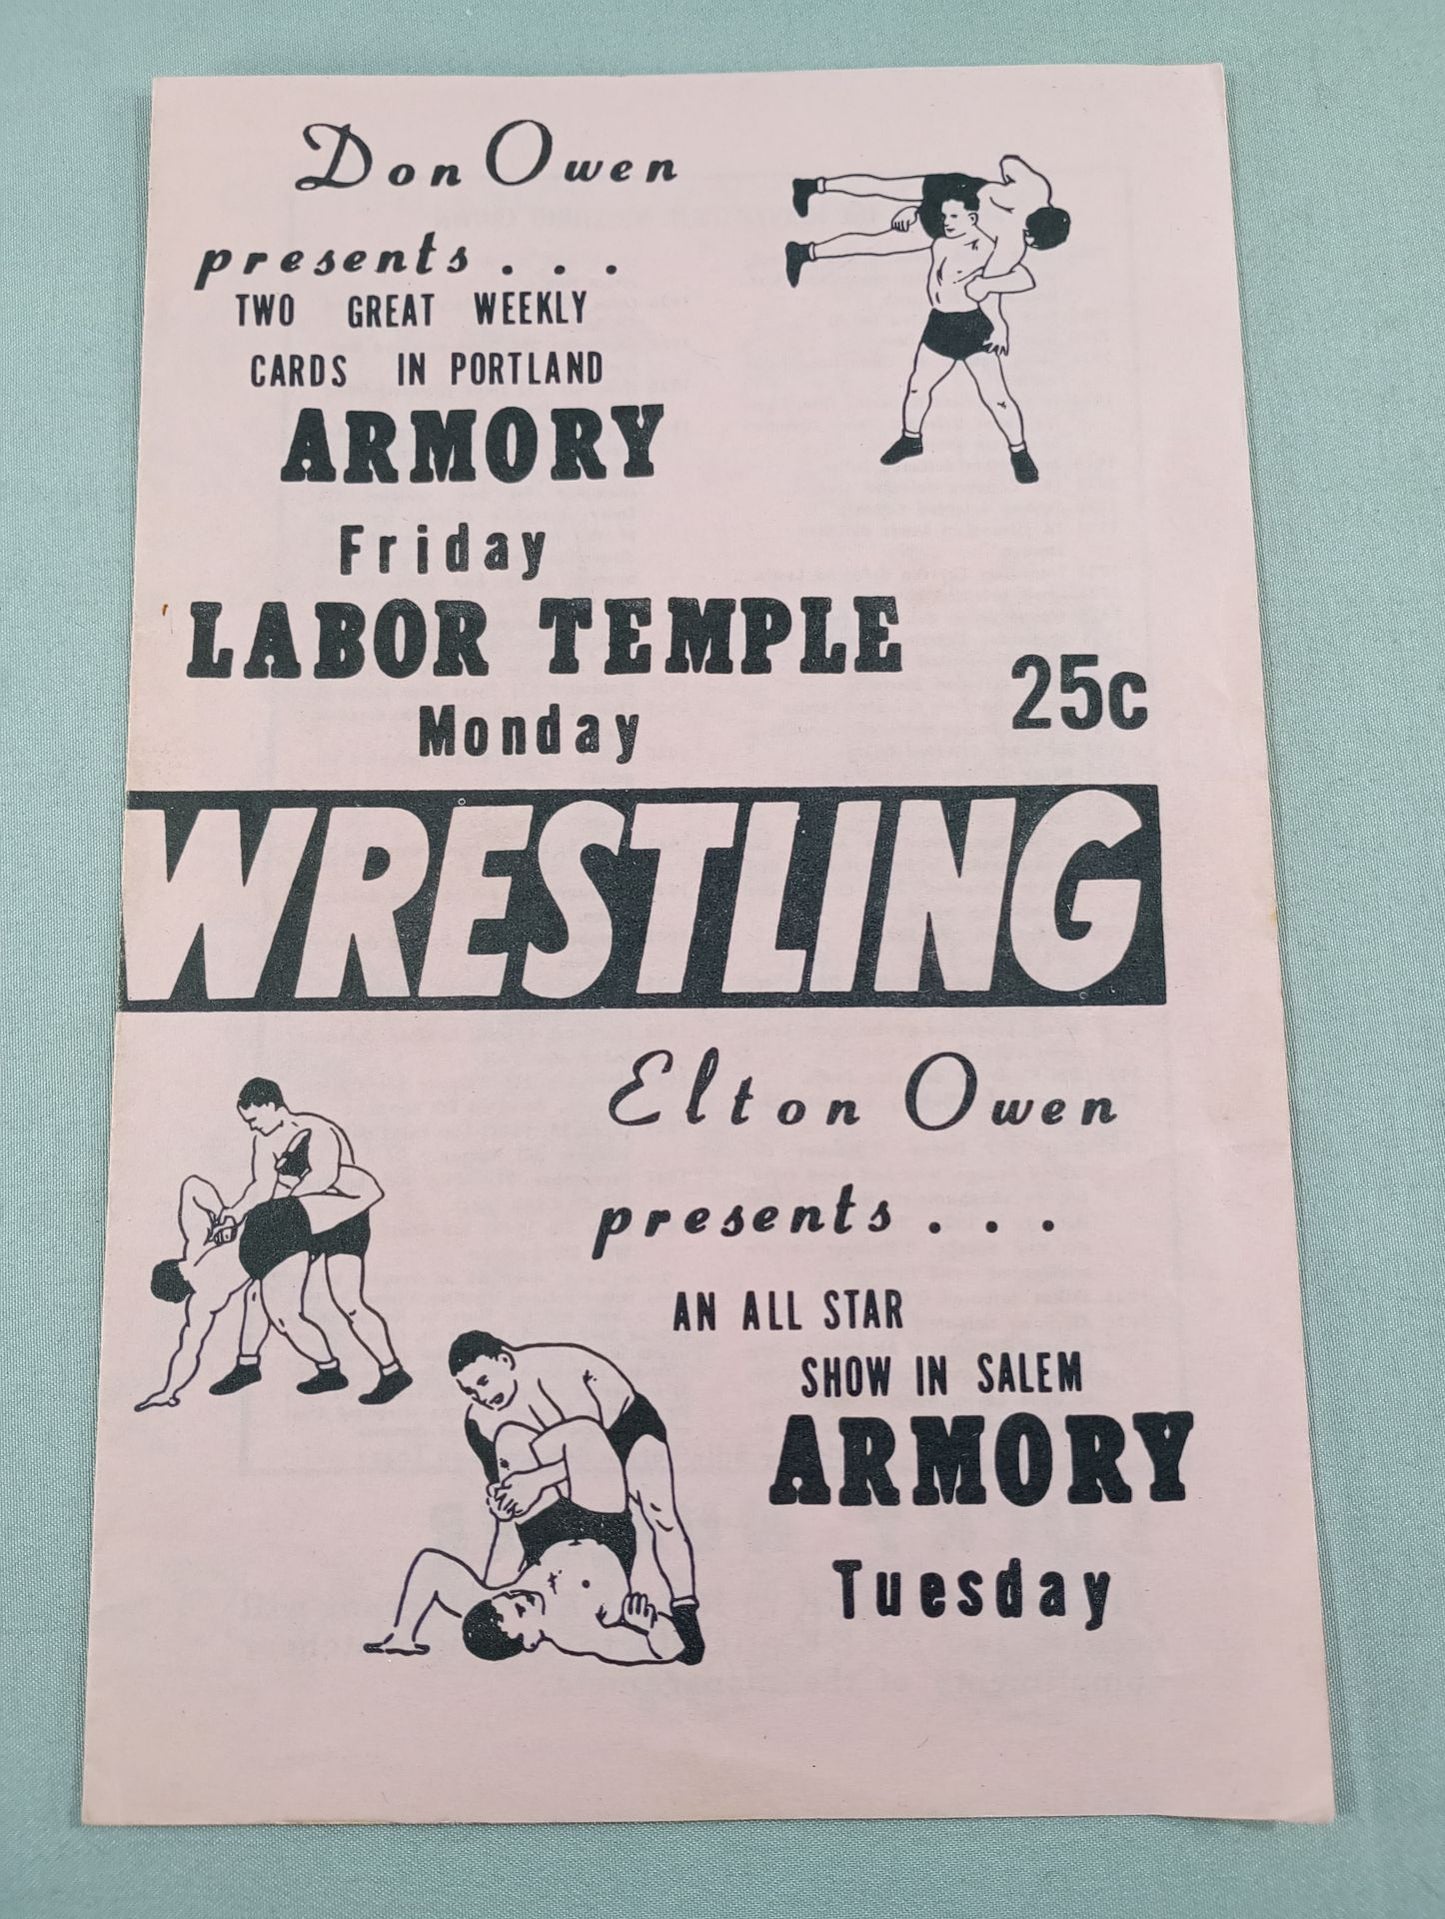 Don Owen
presents . . .
TWO GREAT WEEKLY
CARDS IN PORTLAND
ARMORY
Friday
LABOR TEMPLE
25c
Monday
WRESTLING
Elton Owen
presents . . .
AN ALL STAR
SHOW IN SALEM
ARMORY
Tuesday